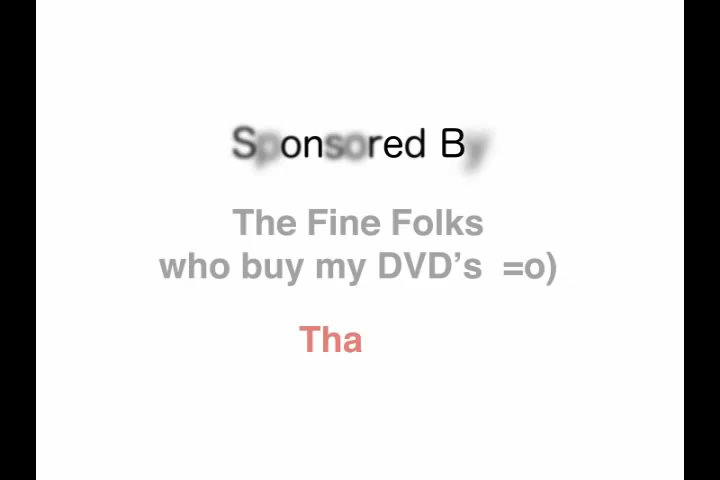 Sponsored By
The Fine Folks
who buy my DVD’s =o)
Tha